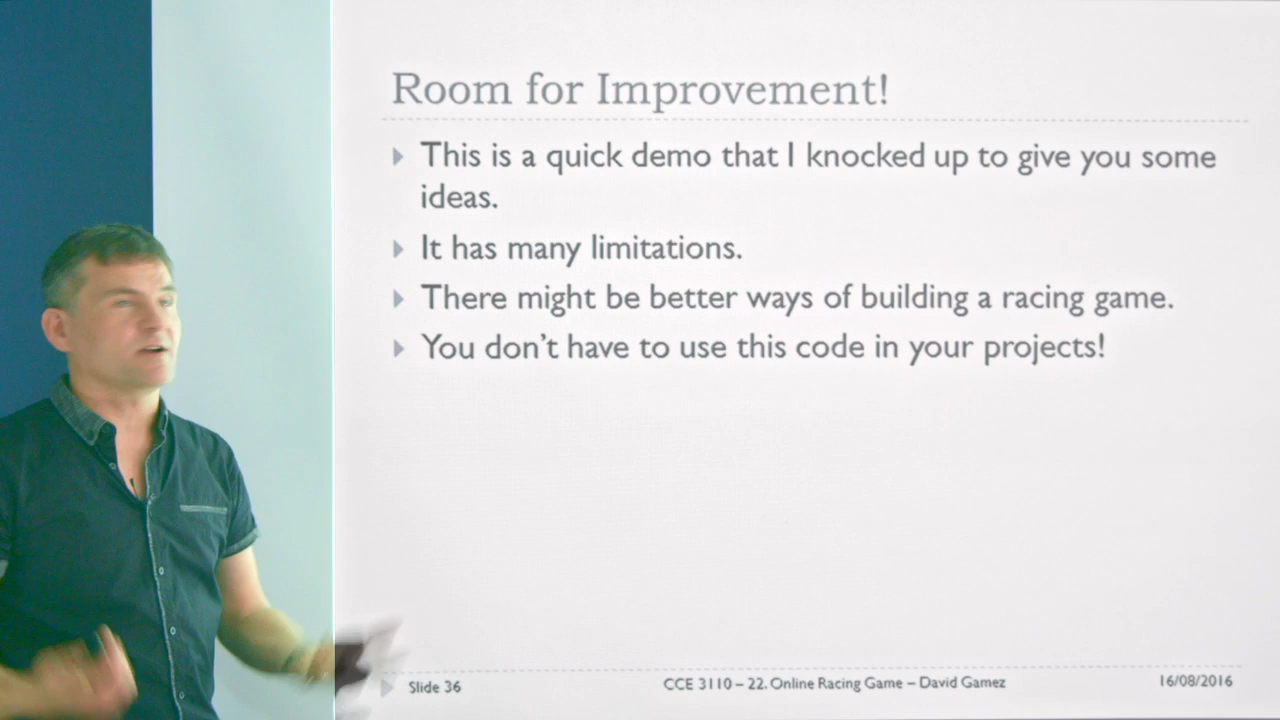 Room for Improvement!
This is a quick demo that I knocked up to give you some
ideas.
It has many limitations.
There might be better ways of building a racing game.
You don't have to use this code in your projects!
Slide 36
CCE 3110 – 22. Online Racing Game – David Gamez
16/08/2016